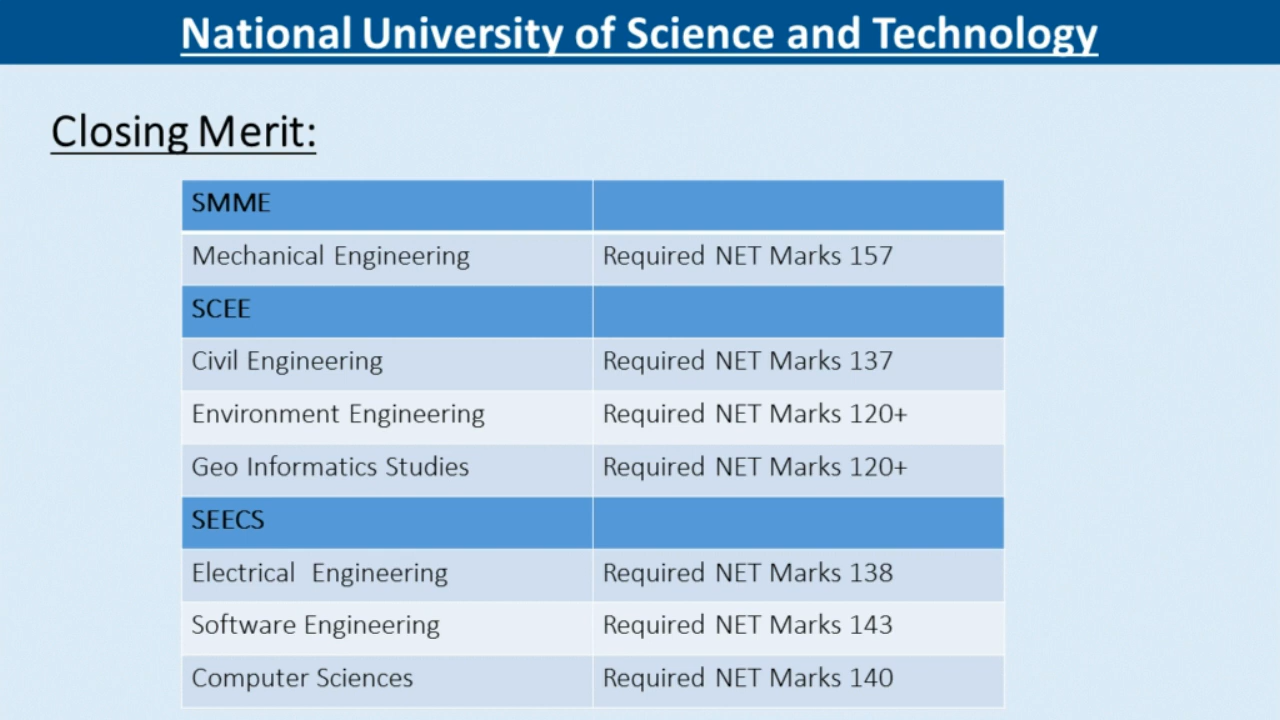 National University of Science and Technology
Closing Merit:
SMME
Mechanical Engineering Required NET Marks 157
SCEE
Civil Engineering Required NET Marks 137
Environment Engineering Required NET Marks 120+
Geo Informatics Studies Required NET Marks 120+
SEECS
Electrical Engineering Required NET Marks 138
Software Engineering Required NET Marks 143
Computer Sciences Required NET Marks 140